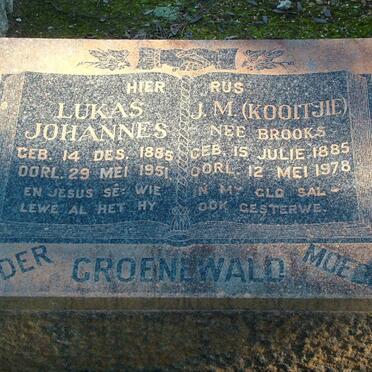 HIER RUS
LUKAS
JOHANNES
GEB. 14 DES. 1885
OORL. 29 MEI 1951
EN JESUS SÊ: WIE
LEWE AL HET HY
J. M. (KOOITJIE)
NEE BROOKS
GEB. 15 JULIE 1885
OORL. 12 MEI 1978
IN MY GLO SAL-
OOK GESTERWE.
GROENEWALD